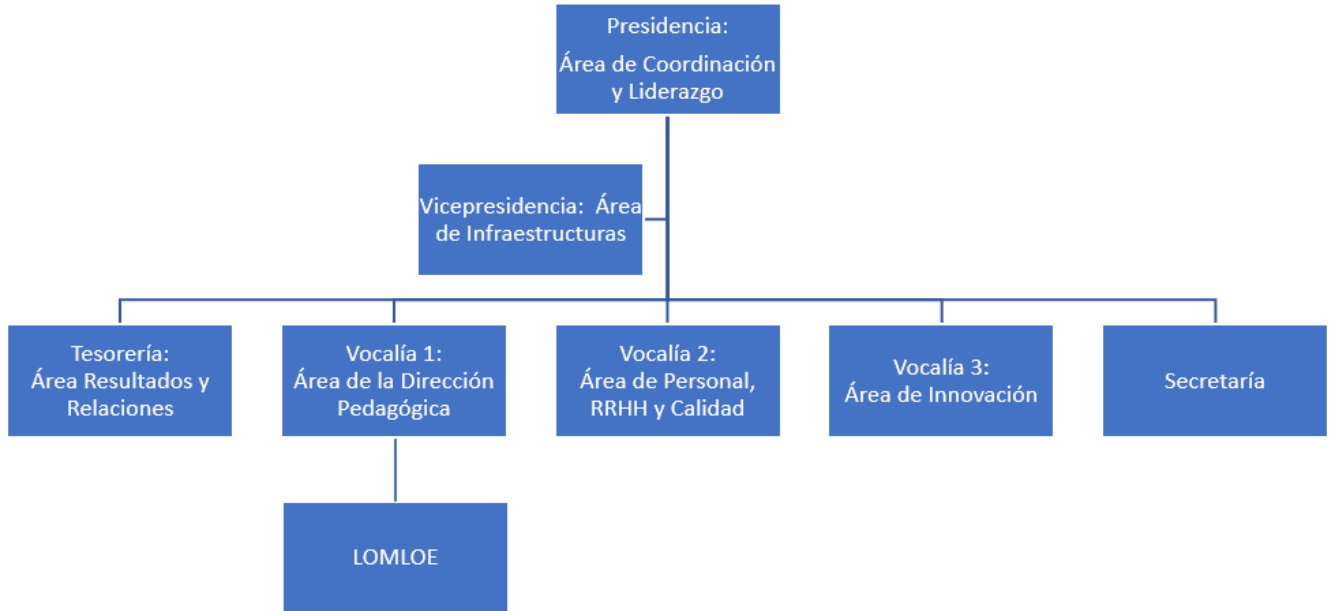 Presidencia:
Área de Coordinación
y Liderazgo
Vicepresidencia: Área
de Infraestructuras
Tesorería:
Área Resultados y
Relaciones
Vocalía 1:
Área de la Dirección
Pedagógica
Vocalía 2:
Área de Personal,
RRHH y Calidad
Vocalía 3:
Área de Innovación
Secretaría
LOMLOE